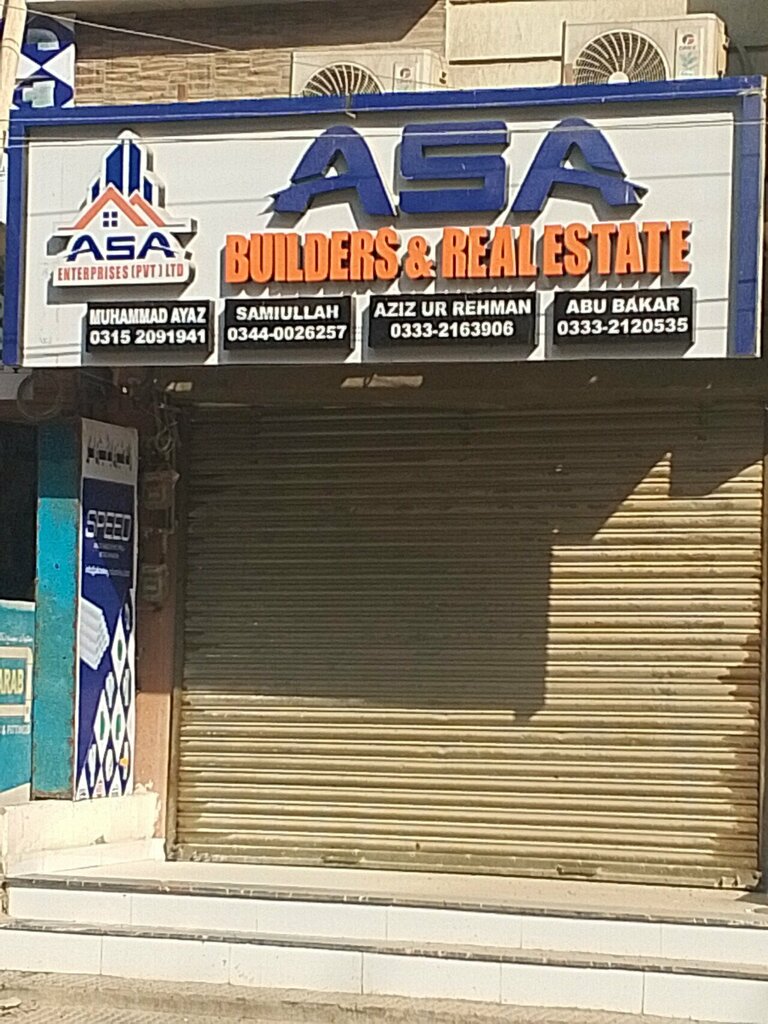 ASA
BUILDERS & REAL ESTATE
ASA
ENTERPRISES (PVT) LTD
MUHAMMAD AYAZ
0315 2091941
SAMIULLAH
0344-0026257
AZIZ UR REHMAN
0333-2163906
ABU BAKAR
0333-2120535
SPEED
ARAB